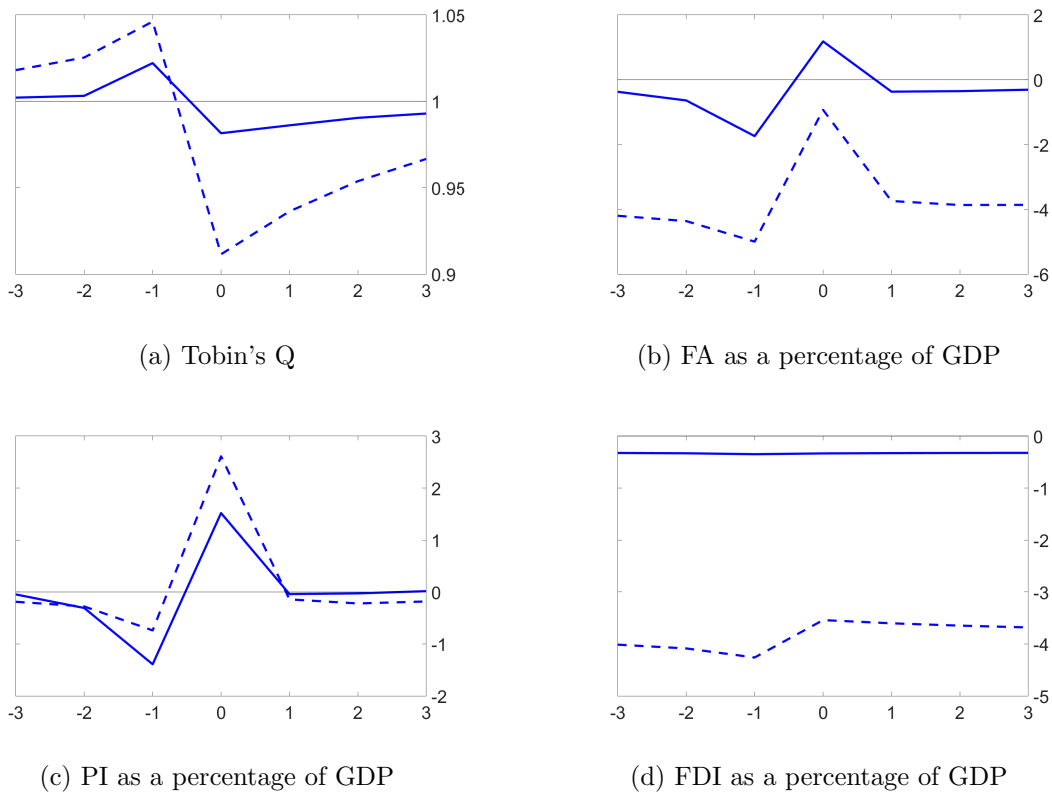 1.05
1
0.95
0.9
-3 -2 -1 0 1 2 3
(a) Tobin's Q
2
0
-2
-4
-6
-3 -2 -1 0 1 2 3
(b) FA as a percentage of GDP
3
2
1
0
-1
-2
-3 -2 -1 0 1 2 3
(c) PI as a percentage of GDP
0
-1
-2
-3
-4
-5
-3 -2 -1 0 1 2 3
(d) FDI as a percentage of GDP